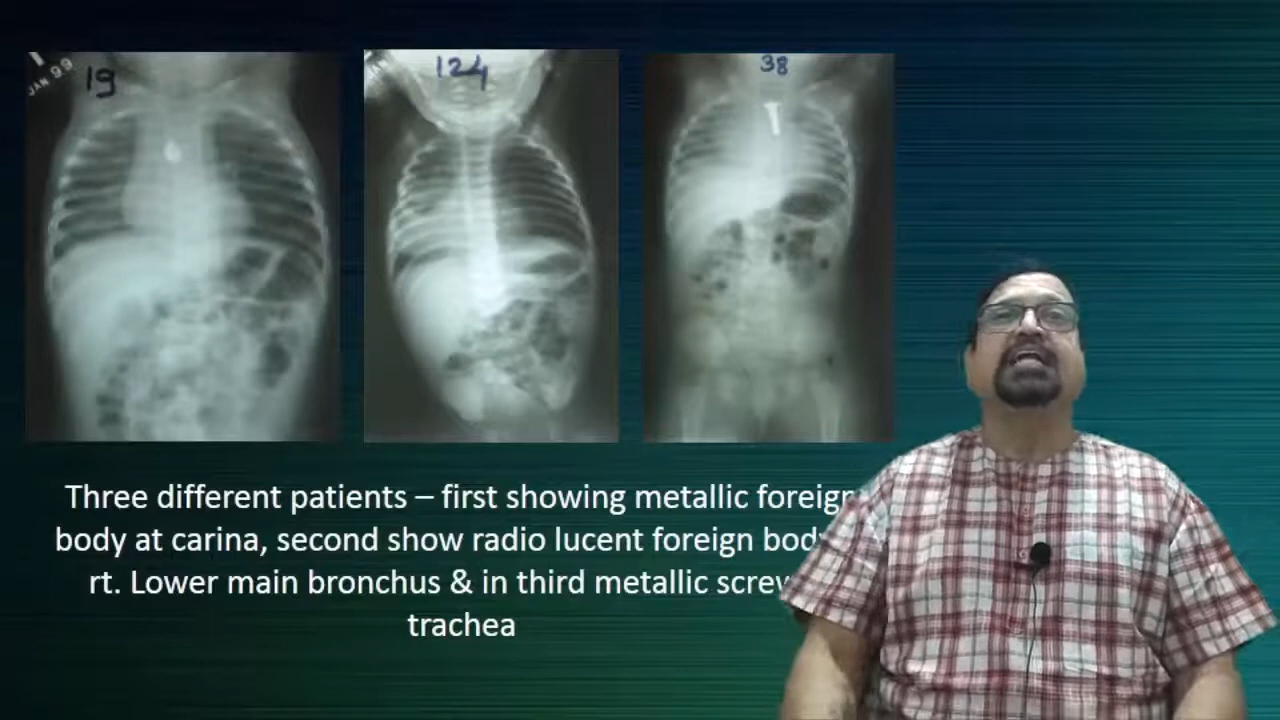 JAN 99
19
124
38
Three different patients – first showing metallic foreign
body at carina, second show radio lucent foreign body
rt. Lower main bronchus & in third metallic screw
trachea